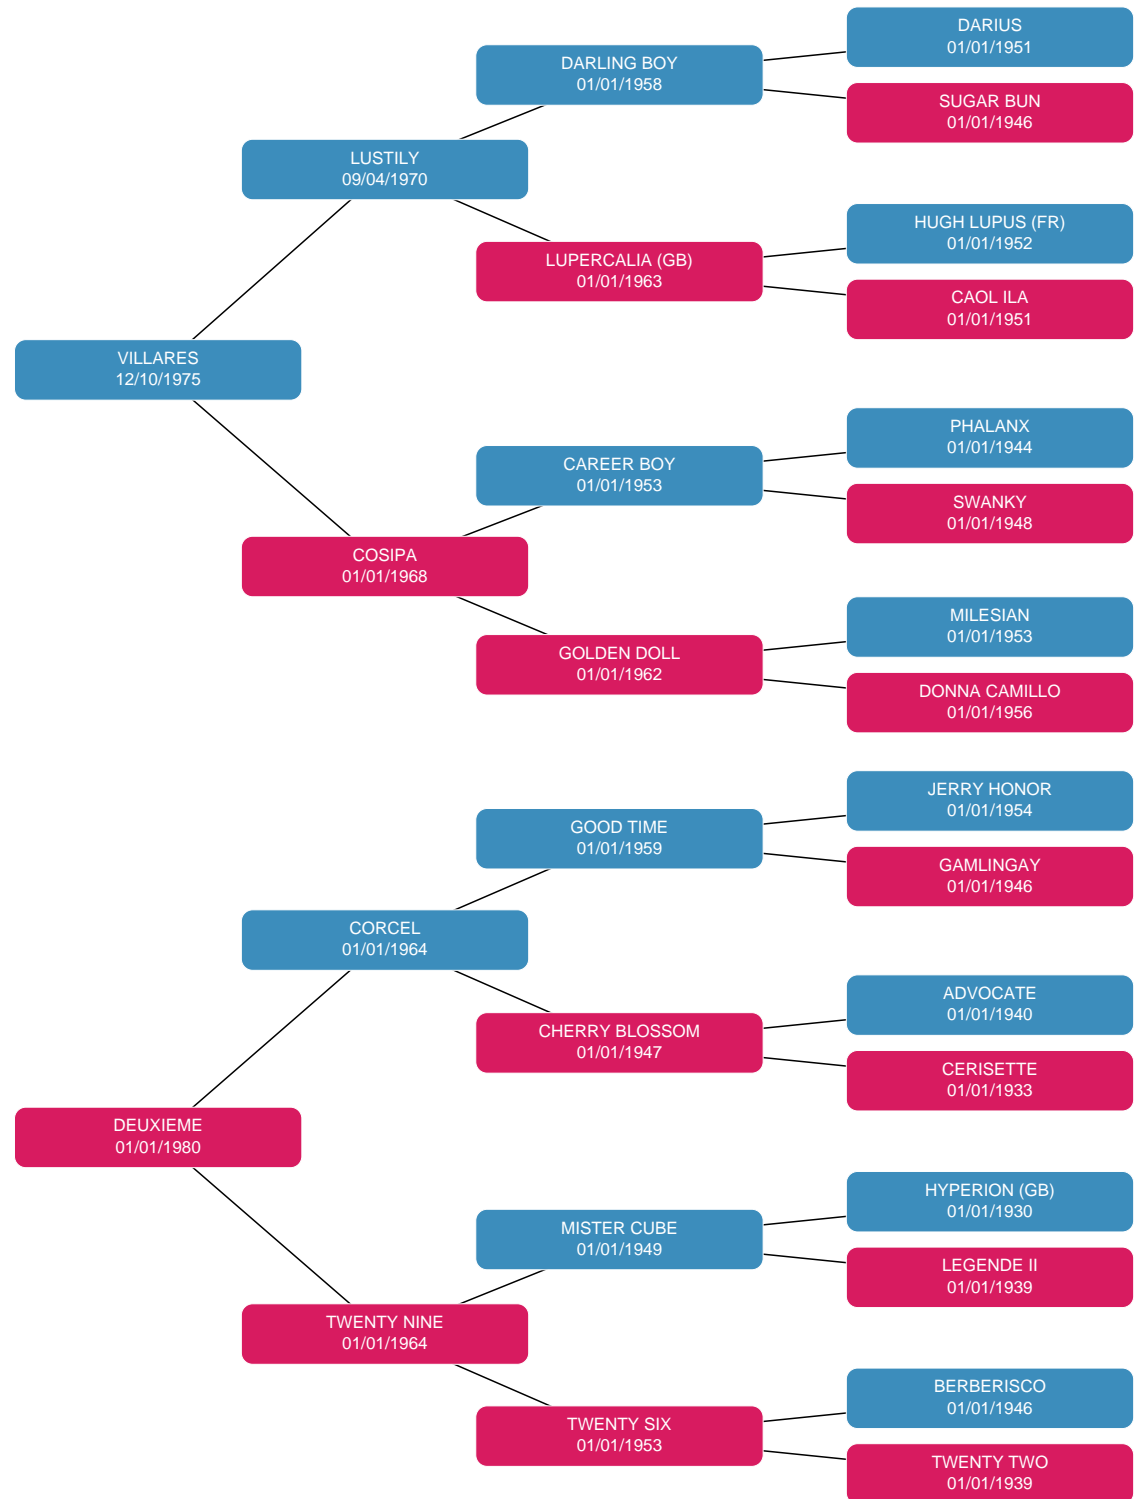 DARIUS
01/01/1951
DARLING BOY
01/01/1958
SUGAR BUN
01/01/1946
LUSTILY
09/04/1970
HUGH LUPUS (FR)
01/01/1952
LUPERCALIA (GB)
01/01/1963
CAOL ILA
01/01/1951
VILLARES
12/10/1975
PHALANX
01/01/1944
CAREER BOY
01/01/1953
SWANKY
01/01/1948
COSIPA
01/01/1968
MILESIAN
01/01/1953
GOLDEN DOLL
01/01/1962
DONNA CAMILLO
01/01/1956
JERRY HONOR
01/01/1954
GOOD TIME
01/01/1959
GAMLINGAY
01/01/1946
CORCEL
01/01/1964
ADVOCATE
01/01/1940
CHERRY BLOSSOM
01/01/1947
CERISETTE
01/01/1933
DEUXIEME
01/01/1980
HYPERION (GB)
01/01/1930
MISTER CUBE
01/01/1949
LEGENDE II
01/01/1939
TWENTY NINE
01/01/1964
BERBERISCO
01/01/1946
TWENTY SIX
01/01/1953
TWENTY TWO
01/01/1939